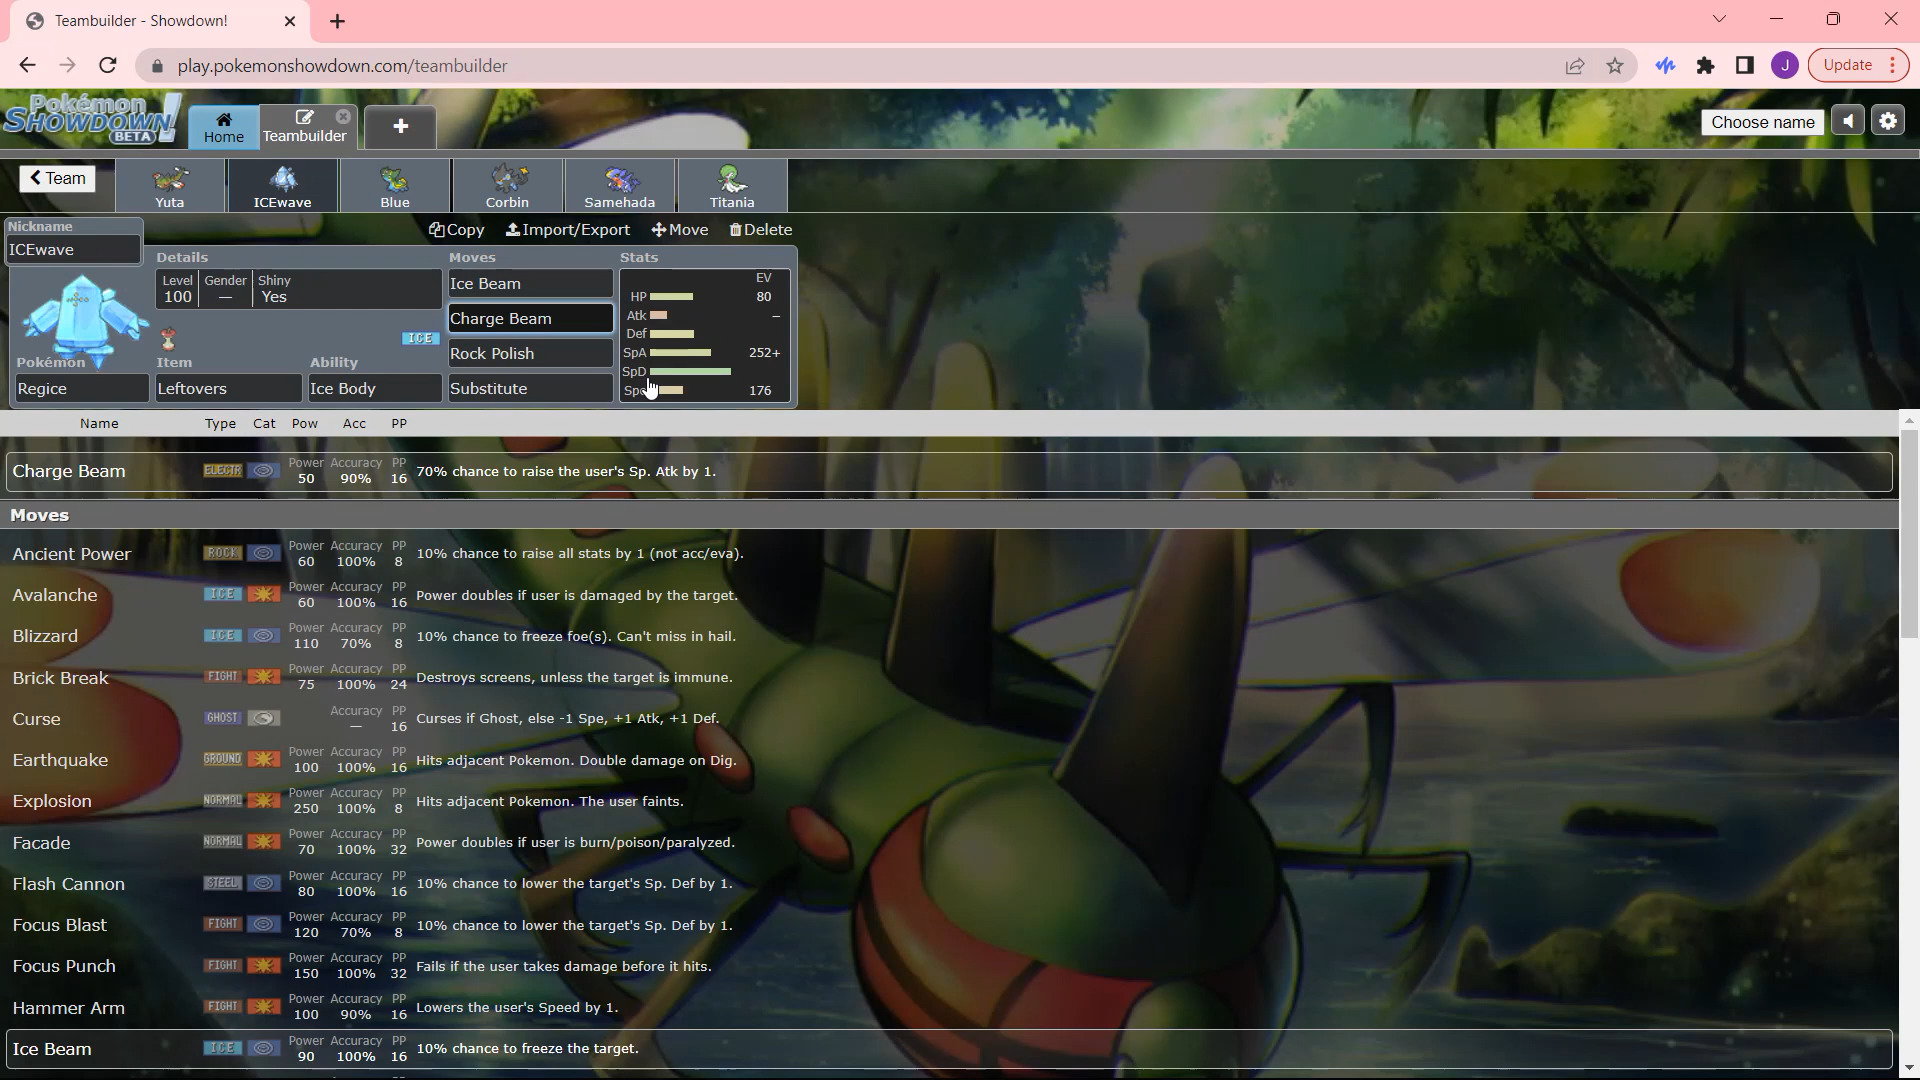 Teambuilder - Showdown!
play.pokemonshowdown.com/teambuilder
J
Update
Pokémon
SHOWDOWN!
BETA
Home
Teambuilder
Choose name
Team
Yuta
ICEwave
Blue
Corbin
Samehada
Titania
Copy Import/Export Move Delete
Nickname
ICEwave
Details
Level Gender Shiny
100 — Yes
ICE
Pokémon Item Ability
Regice Leftovers Ice Body
Moves
Ice Beam
Charge Beam
Rock Polish
Substitute
Stats
EV
HP 80
Atk –
Def
SpA 252+
SpD
Spe 176
Name Type Cat Pow Acc PP
Charge Beam ELECTR Power 50 Accuracy 90% PP 16 70% chance to raise the user's Sp. Atk by 1.
Moves
Ancient Power ROCK Power 60 Accuracy 100% PP 8 10% chance to raise all stats by 1 (not acc/eva).
Avalanche ICE Power 60 Accuracy 100% PP 16 Power doubles if user is damaged by the target.
Blizzard ICE Power 110 Accuracy 70% PP 8 10% chance to freeze foe(s). Can't miss in hail.
Brick Break FIGHT Power 75 Accuracy 100% PP 24 Destroys screens, unless the target is immune.
Curse GHOST Accuracy — PP 16 Curses if Ghost, else -1 Spe, +1 Atk, +1 Def.
Earthquake GROUND Power 100 Accuracy 100% PP 16 Hits adjacent Pokemon. Double damage on Dig.
Explosion NORMAL Power 250 Accuracy 100% PP 8 Hits adjacent Pokemon. The user faints.
Facade NORMAL Power 70 Accuracy 100% PP 32 Power doubles if user is burn/poison/paralyzed.
Flash Cannon STEEL Power 80 Accuracy 100% PP 16 10% chance to lower the target's Sp. Def by 1.
Focus Blast FIGHT Power 120 Accuracy 70% PP 8 10% chance to lower the target's Sp. Def by 1.
Focus Punch FIGHT Power 150 Accuracy 100% PP 32 Fails if the user takes damage before it hits.
Hammer Arm FIGHT Power 100 Accuracy 90% PP 16 Lowers the user's Speed by 1.
Ice Beam ICE Power 90 Accuracy 100% PP 16 10% chance to freeze the target.